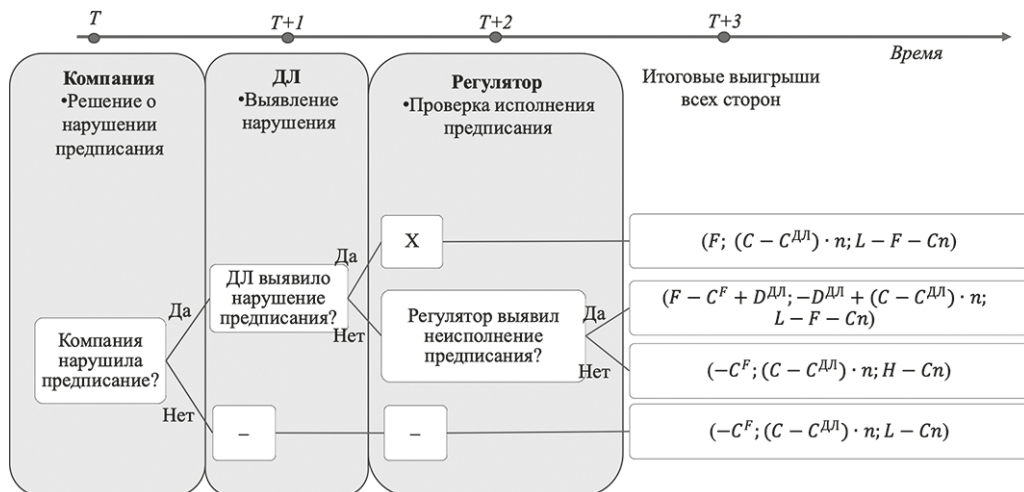 T
T+1
T+2
T+3
Время
Компания
•Решение о
нарушении
предписания
ДЛ
•Выявление
нарушения
Регулятор
•Проверка исполнения
предписания
Итоговые выигрыши
всех сторон
Компания
нарушила
предписание?
Да
Нет
ДЛ выявило
нарушение
предписания?
Да
Нет
X
Регулятор выявил
неисполнение
предписания?
Да
Нет
–
–
(F; (C − C^ДЛ) · n; L − F − Cn)
(F − C^F + D^ДЛ; −D^ДЛ + (C − C^ДЛ) · n;
L − F − Cn)
(−C^F; (C − C^ДЛ) · n; H − Cn)
(−C^F; (C − C^ДЛ) · n; L − Cn)